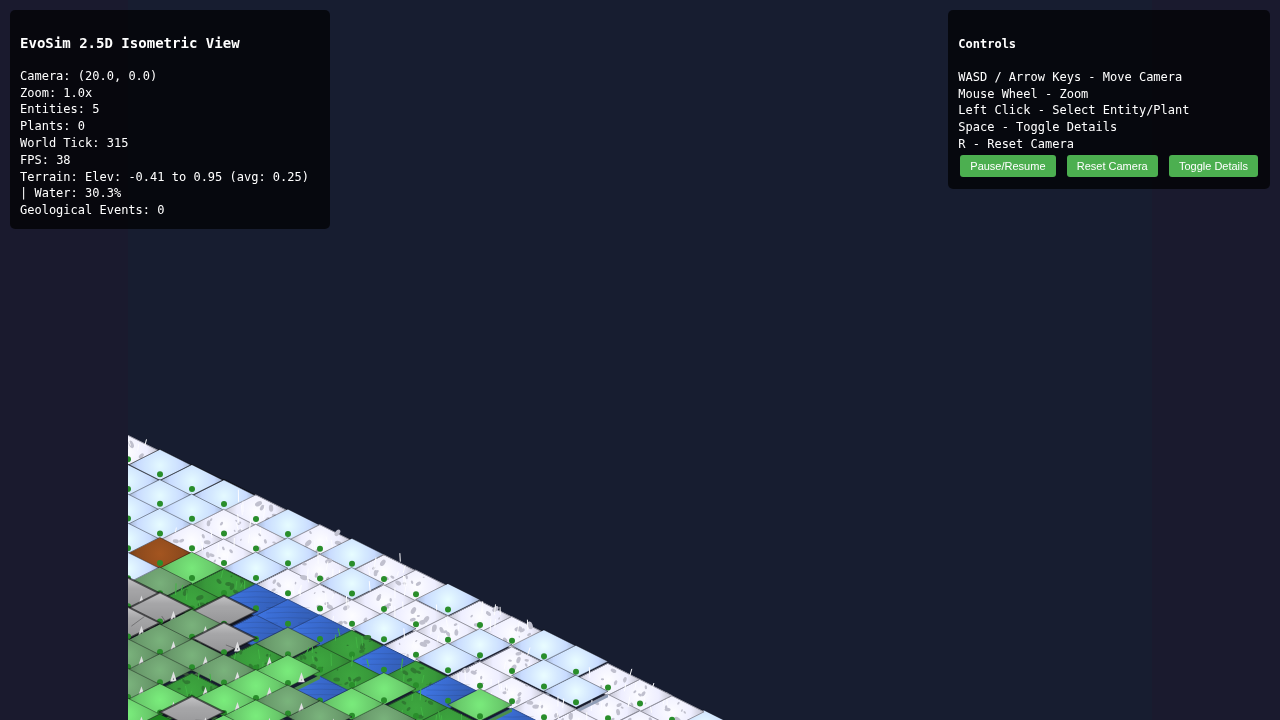 EvoSim 2.5D Isometric View
Camera: (20.0, 0.0)
Zoom: 1.0x
Entities: 5
Plants: 0
World Tick: 315
FPS: 38
Terrain: Elev: -0.41 to 0.95 (avg: 0.25)
| Water: 30.3%
Geological Events: 0
Controls
WASD / Arrow Keys - Move Camera
Mouse Wheel - Zoom
Left Click - Select Entity/Plant
Space - Toggle Details
R - Reset Camera
Pause/Resume Reset Camera Toggle Details